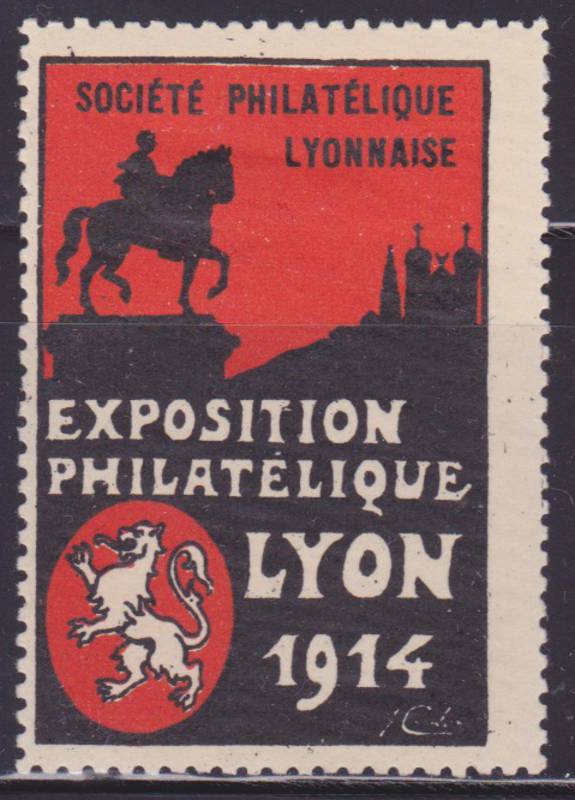 SOCIÉTÉ PHILATÉLIQUE
LYONNAISE
EXPOSITION
PHILATÉLIQUE
LYON
1914